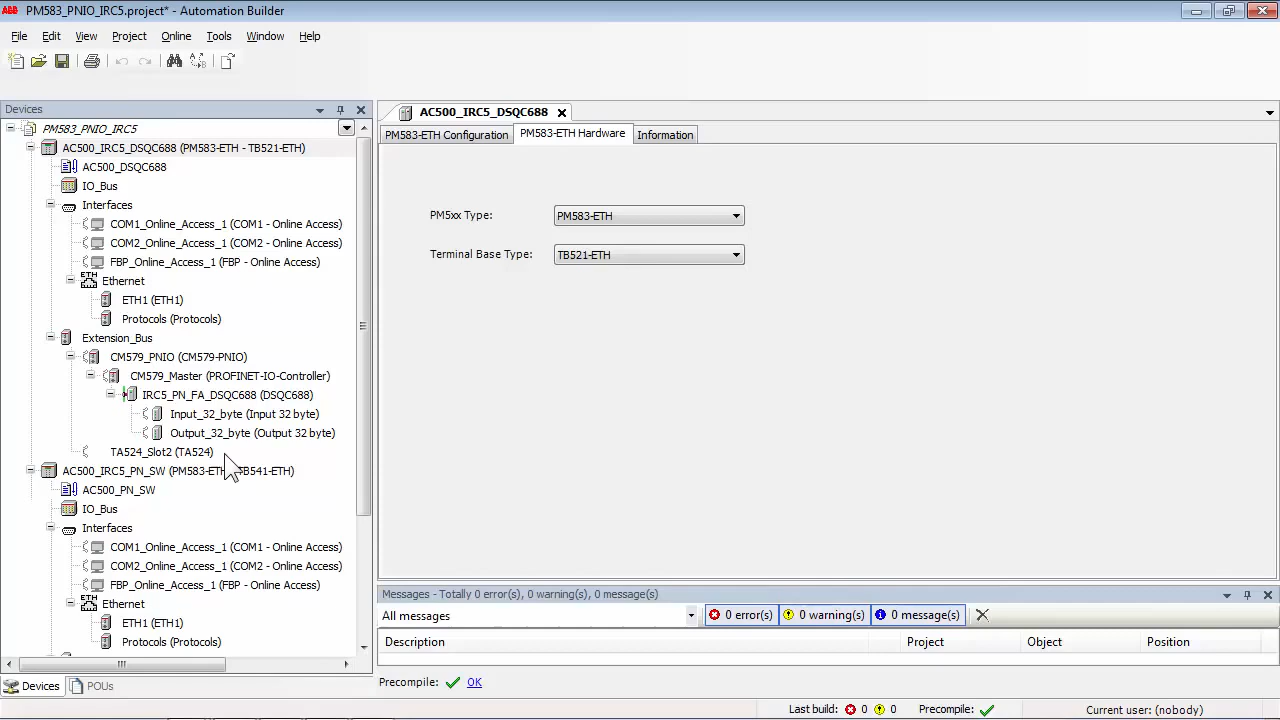 ABB PM583_PNIO_IRC5.project* - Automation Builder
File Edit View Project Online Tools Window Help
Devices
PM583_PNIO_IRC5
AC500_IRC5_DSQC688 (PM583-ETH - TB521-ETH)
AC500_DSQC688
IO_Bus
Interfaces
COM1_Online_Access_1 (COM1 - Online Access)
COM2_Online_Access_1 (COM2 - Online Access)
FBP_Online_Access_1 (FBP - Online Access)
ETH Ethernet
ETH1 (ETH1)
Protocols (Protocols)
Extension_Bus
CM579_PNIO (CM579-PNIO)
CM579_Master (PROFINET-IO-Controller)
IRC5_PN_FA_DSQC688 (DSQC688)
Input_32_byte (Input 32 byte)
Output_32_byte (Output 32 byte)
TA524_Slot2 (TA524)
AC500_IRC5_PN_SW (PM583-ETH - TB541-ETH)
AC500_PN_SW
IO_Bus
Interfaces
COM1_Online_Access_1 (COM1 - Online Access)
COM2_Online_Access_1 (COM2 - Online Access)
FBP_Online_Access_1 (FBP - Online Access)
ETH Ethernet
ETH1 (ETH1)
Protocols (Protocols)
Devices POUs
AC500_IRC5_DSQC688
PM583-ETH Configuration PM583-ETH Hardware Information
PM5xx Type: PM583-ETH
Terminal Base Type: TB521-ETH
Messages - Totally 0 error(s), 0 warning(s), 0 message(s)
All messages 0 error(s) 0 warning(s) 0 message(s)
Description Project Object Position
Precompile: OK
Last build: 0 0 Precompile: Current user: (nobody)